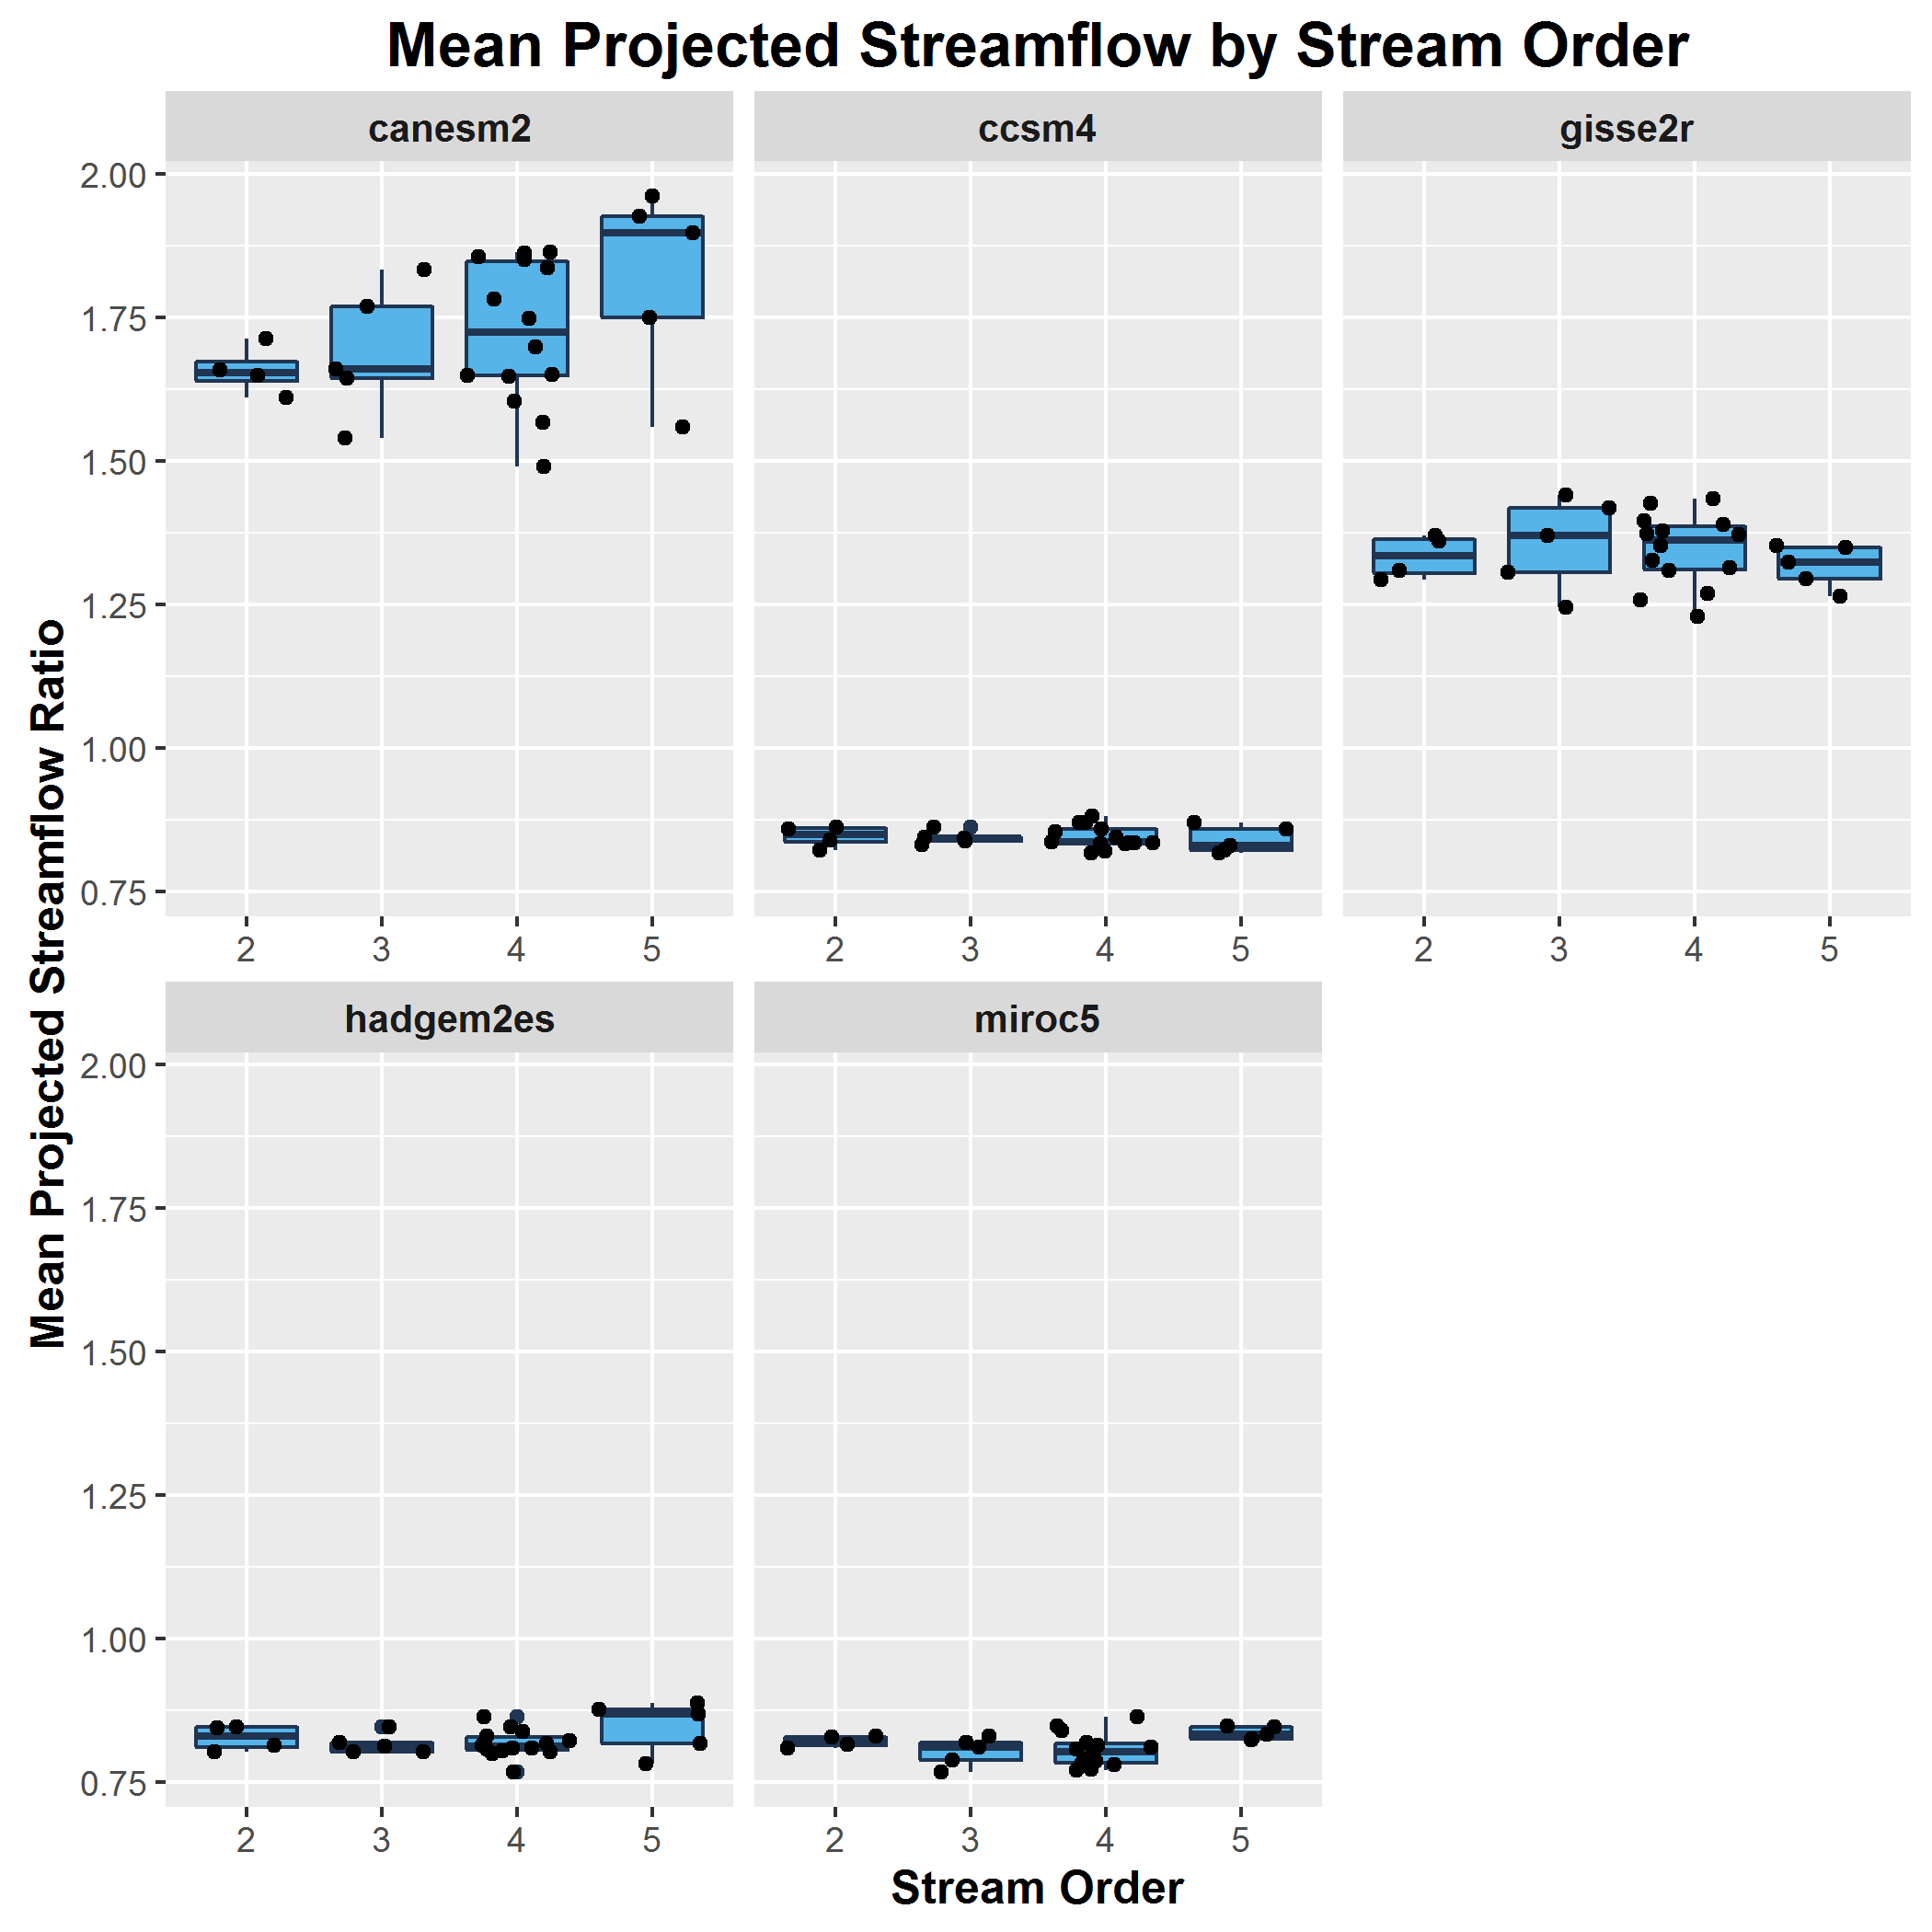 Mean Projected Streamflow by Stream Order
canesm2
ccsm4
gisse2r
Mean Projected Streamflow Ratio
2.00
1.75
1.50
1.25
1.00
0.75
2 3 4 5
2 3 4 5
2 3 4 5
hadgem2es
miroc5
2.00
1.75
1.50
1.25
1.00
0.75
2 3 4 5
2 3 4 5
Stream Order